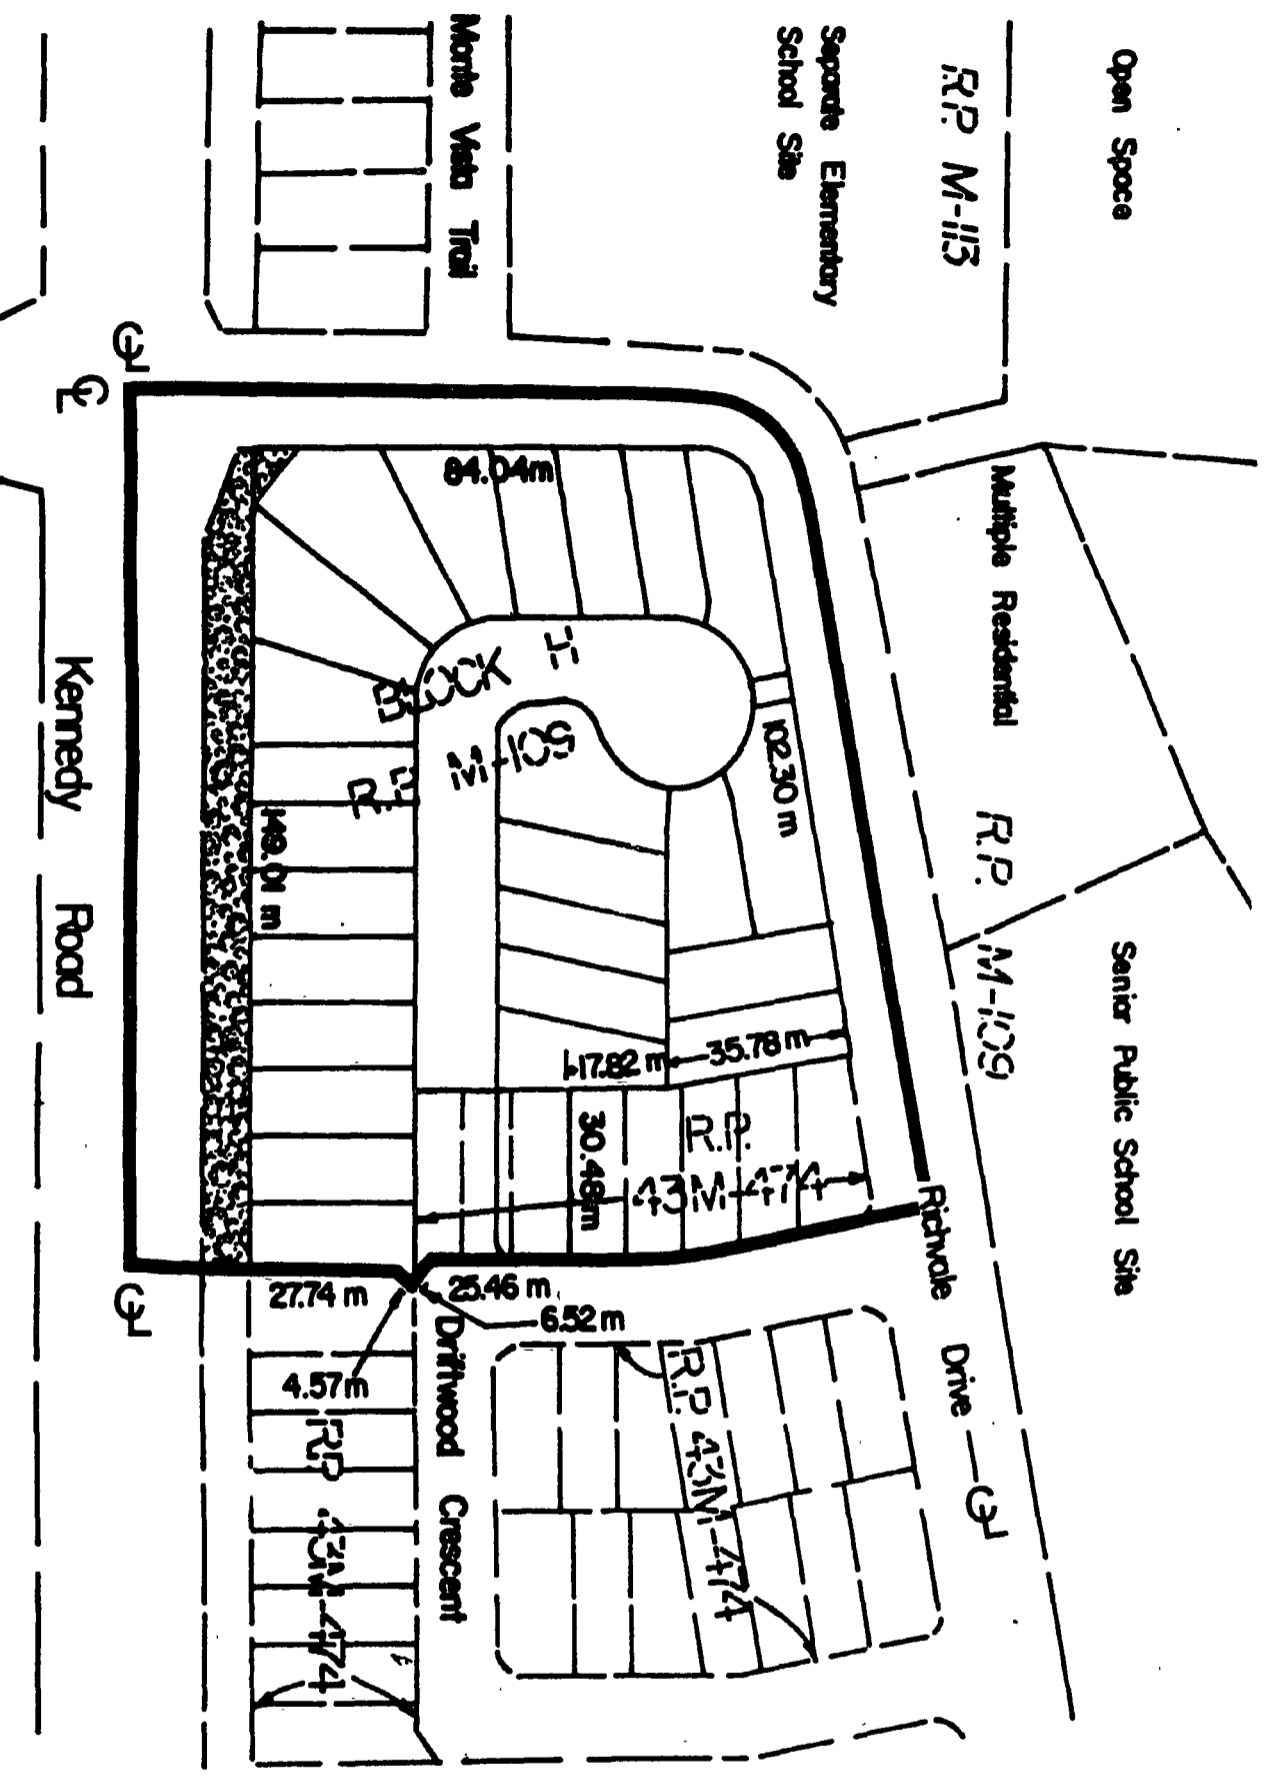 Open Space
R.P. M-113
Separate Elementary
School Site
Monte Vista Trail
℄
℄
Multiple Residential
R.P. M-109
Senior Public School Site
84.04m
BLOCK H
R.P. M-109
102.30 m
149.01 m
Kennedy Road
17.82 m
35.78 m
30.48 m
R.P.
43M-474
Richvale Drive
℄
℄
27.74 m
25.46 m
6.52 m
4.57m
Driftwood Crescent
R.P. 43M-474
R.P. 43M-474